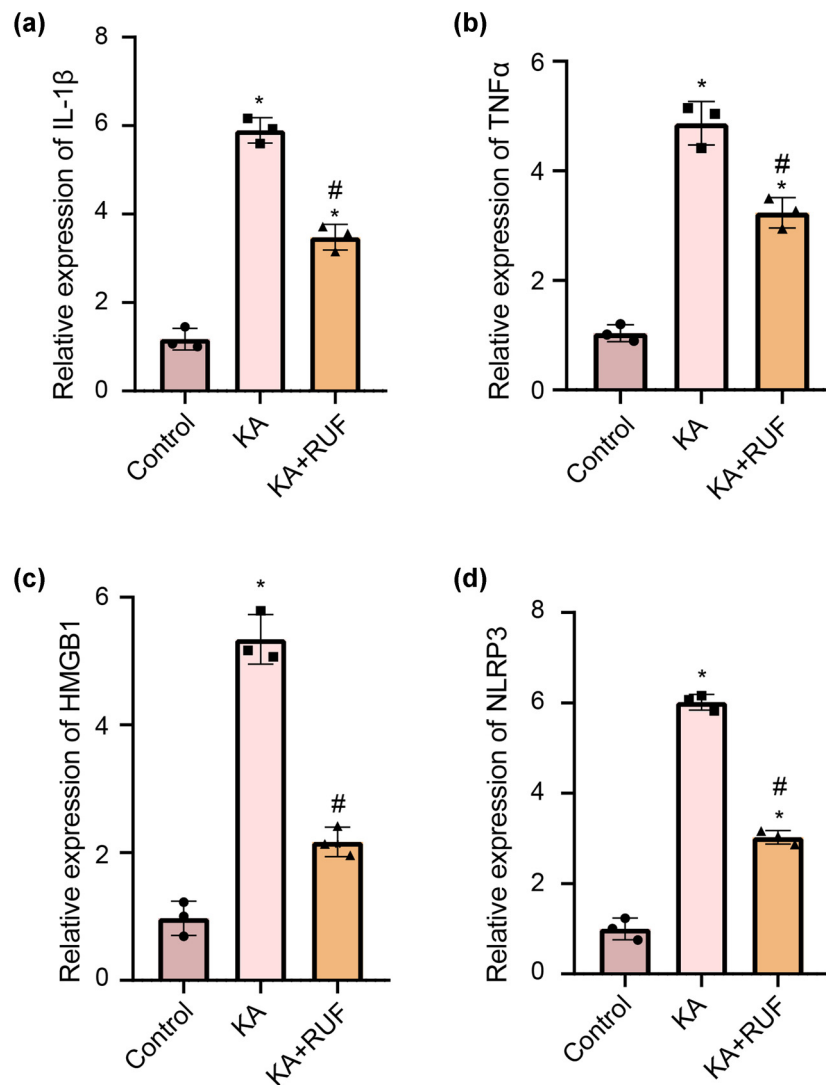 (a)
Relative expression of IL-1β
8
6
4
2
0
*
#
*
Control
KA
KA+RUF
(b)
Relative expression of TNFα
6
4
2
0
*
#
*
Control
KA
KA+RUF
(c)
Relative expression of HMGB1
6
4
2
0
*
#
Control
KA
KA+RUF
(d)
Relative expression of NLRP3
8
6
4
2
0
*
#
*
Control
KA
KA+RUF